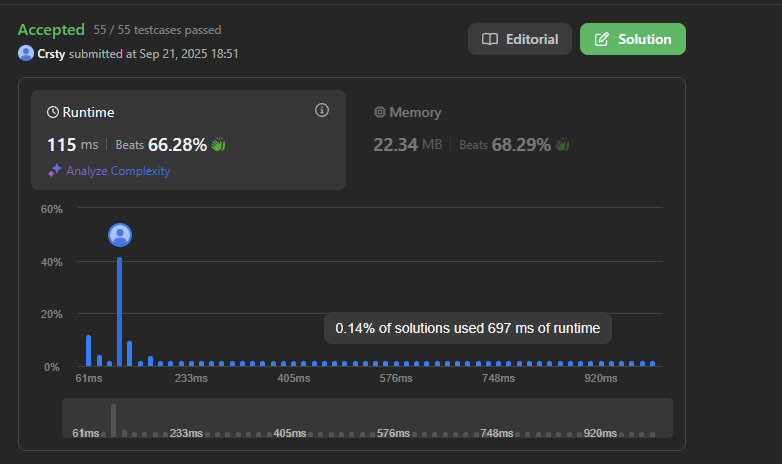 Accepted 55 / 55 testcases passed
Crsty submitted at Sep 21, 2025 18:51
Editorial
Solution
Runtime
115 ms | Beats 66.28%
Analyze Complexity
Memory
22.34 MB | Beats 68.29%
60%
40%
20%
0%
0.14% of solutions used 697 ms of runtime
61ms 233ms 405ms 576ms 748ms 920ms
61ms 233ms 405ms 576ms 748ms 920ms